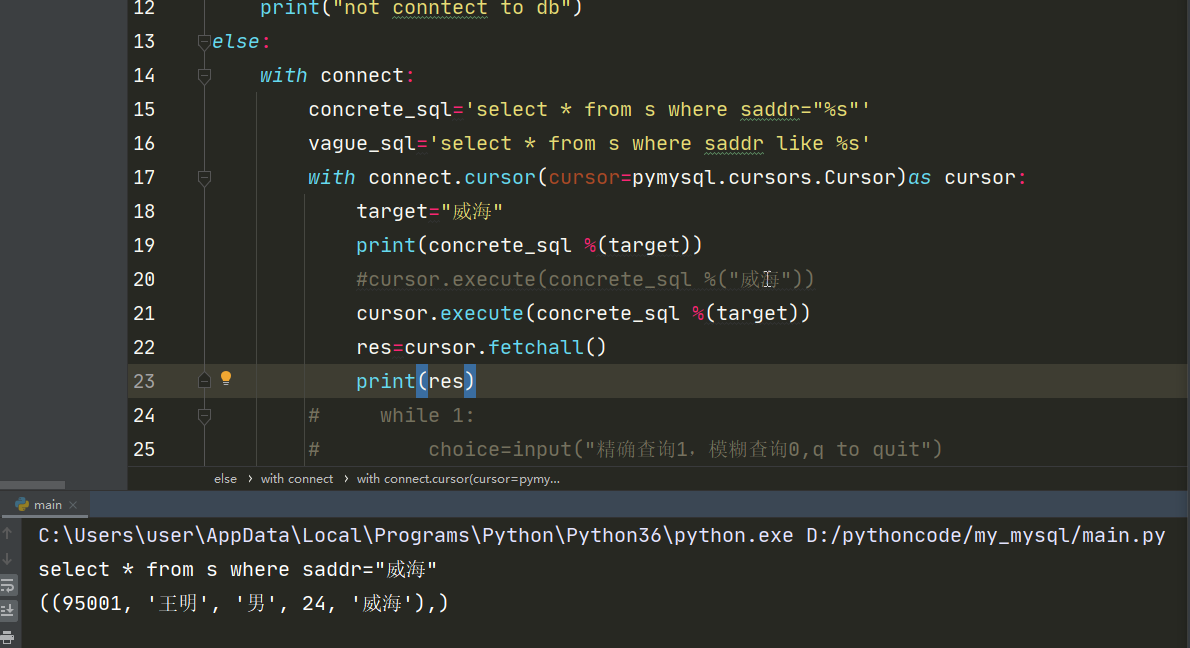 12 print("not conntect to db")
13 else:
14 with connect:
15 concrete_sql='select * from s where saddr="%s"'
16 vague_sql='select * from s where saddr like %s'
17 with connect.cursor(cursor=pymysql.cursors.Cursor)as cursor:
18 target="威海"
19 print(concrete_sql %(target))
20 #cursor.execute(concrete_sql %("威海"))
21 cursor.execute(concrete_sql %(target))
22 res=cursor.fetchall()
23 print(res)
24 # while 1:
25 # choice=input("精确查询1，模糊查询0,q to quit")
else › with connect › with connect.cursor(cursor=pymy...
main ×
C:\Users\user\AppData\Local\Programs\Python\Python36\python.exe D:/pythoncode/my_mysql/main.py
select * from s where saddr="威海"
((95001, '王明', '男', 24, '威海'),)